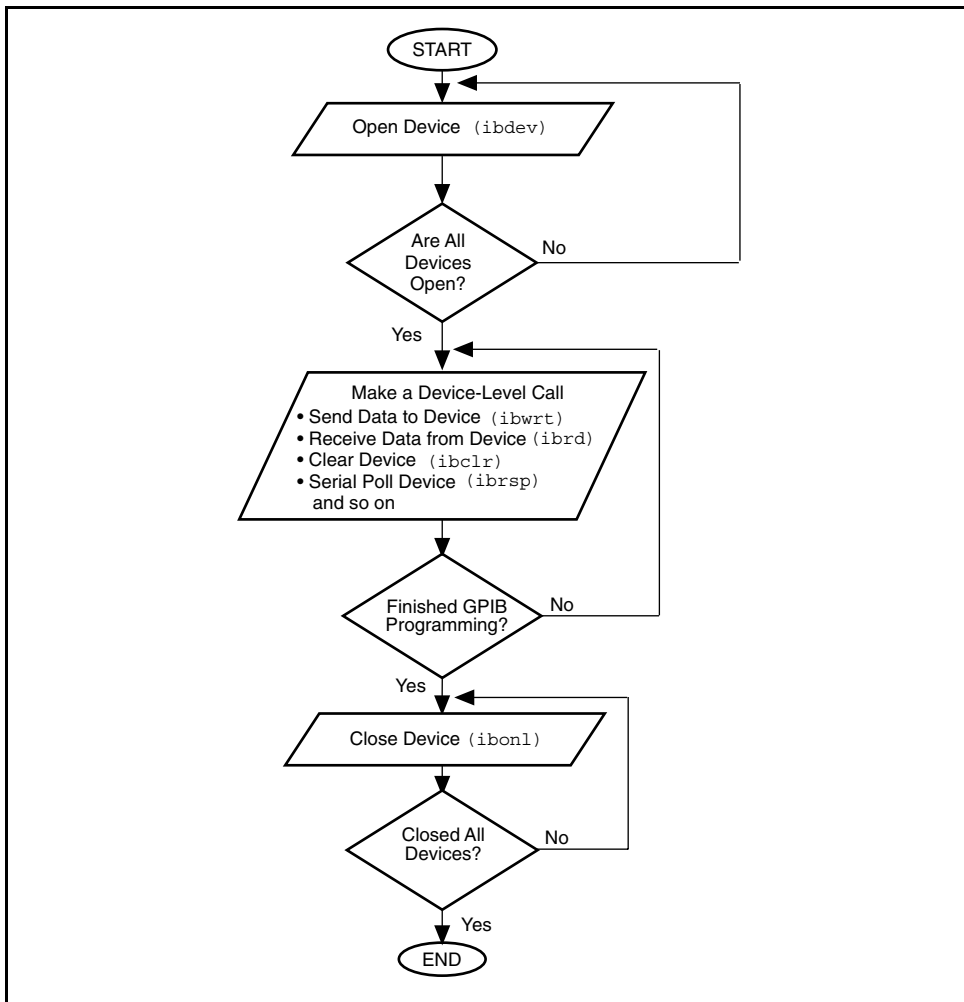 START
Open Device (ibdev)
Are All
Devices
Open?
No
Yes
Make a Device-Level Call
• Send Data to Device (ibwrt)
• Receive Data from Device (ibrd)
• Clear Device (ibclr)
• Serial Poll Device (ibrsp)
and so on
Finished GPIB
Programming?
No
Yes
Close Device (ibonl)
Closed All
Devices?
No
Yes
END